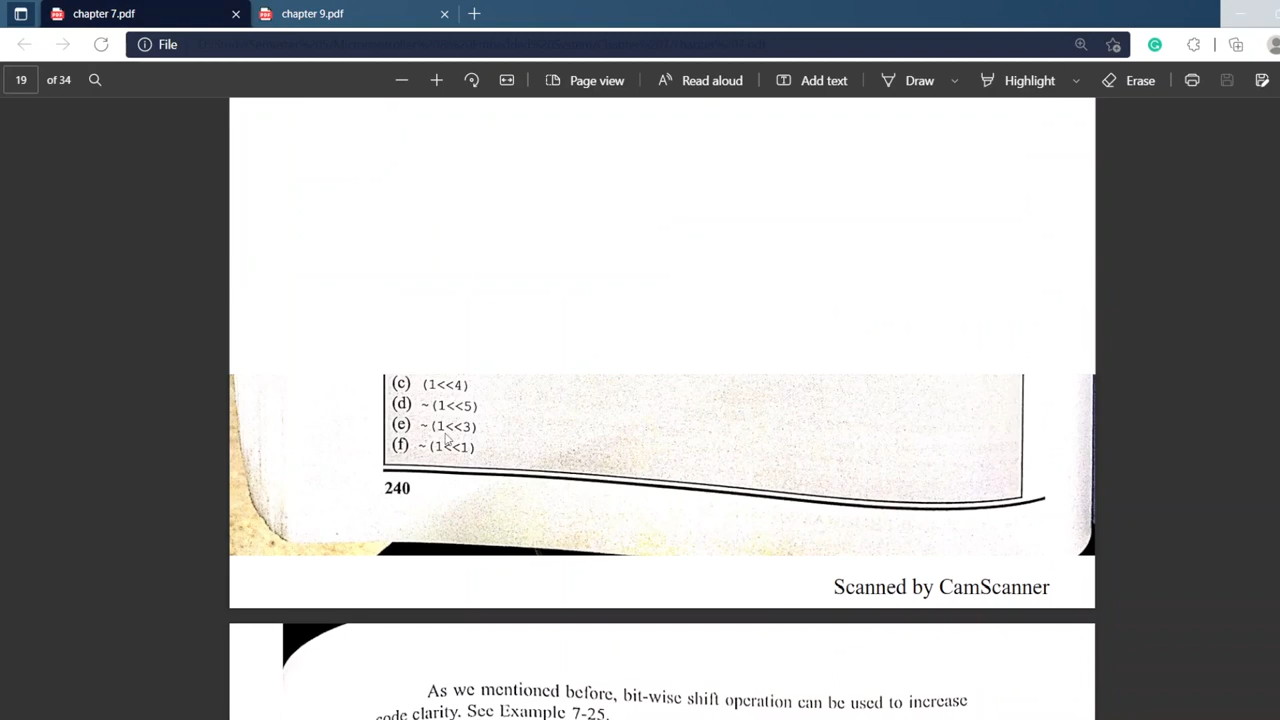 chapter 7.pdf
chapter 9.pdf
File
19 of 34
Page view
Read aloud
Add text
Draw
Highlight
Erase
(c) (1<<4)
(d) ~(1<<5)
(e) ~(1<<3)
(f) ~(1<<1)
240
Scanned by CamScanner
As we mentioned before, bit-wise shift operation can be used to increase
code clarity. See Example 7-25.